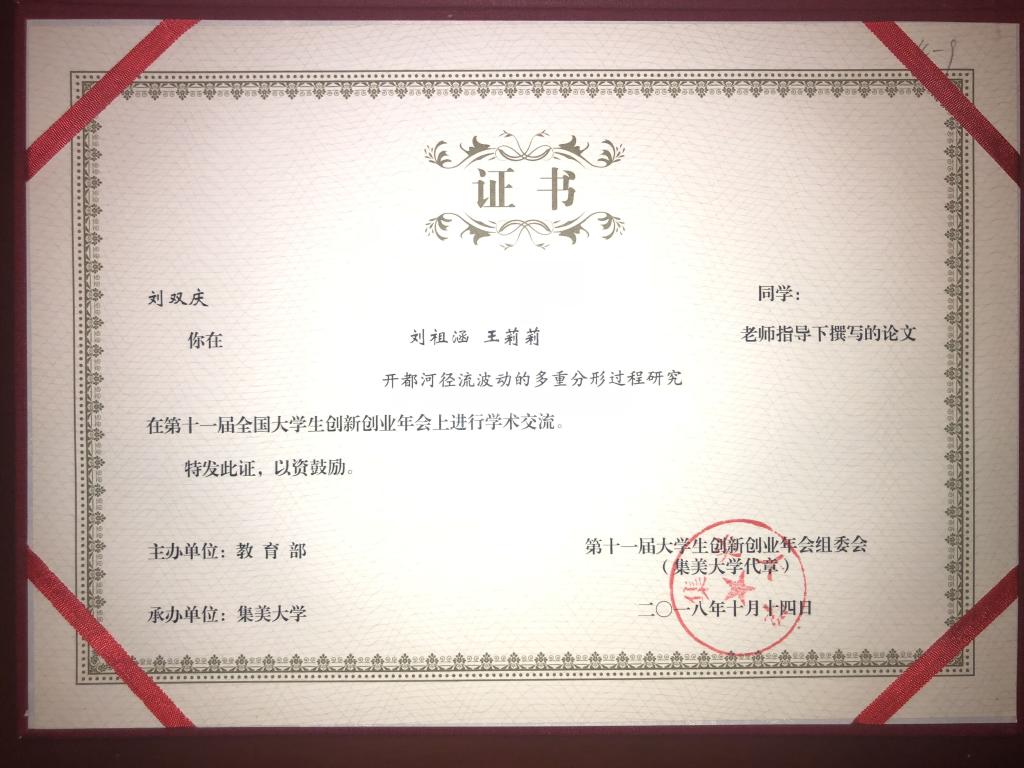 证书
刘双庆 同学：
你在 刘祖涵 王莉莉 老师指导下撰写的论文
开都河径流波动的多重分形过程研究
在第十一届全国大学生创新创业年会上进行学术交流。
特发此证，以资鼓励。
主办单位：教育部 第十一届大学生创新创业年会组委会
（集美大学代章）
承办单位：集美大学 二〇一八年十月十四日
集美大学